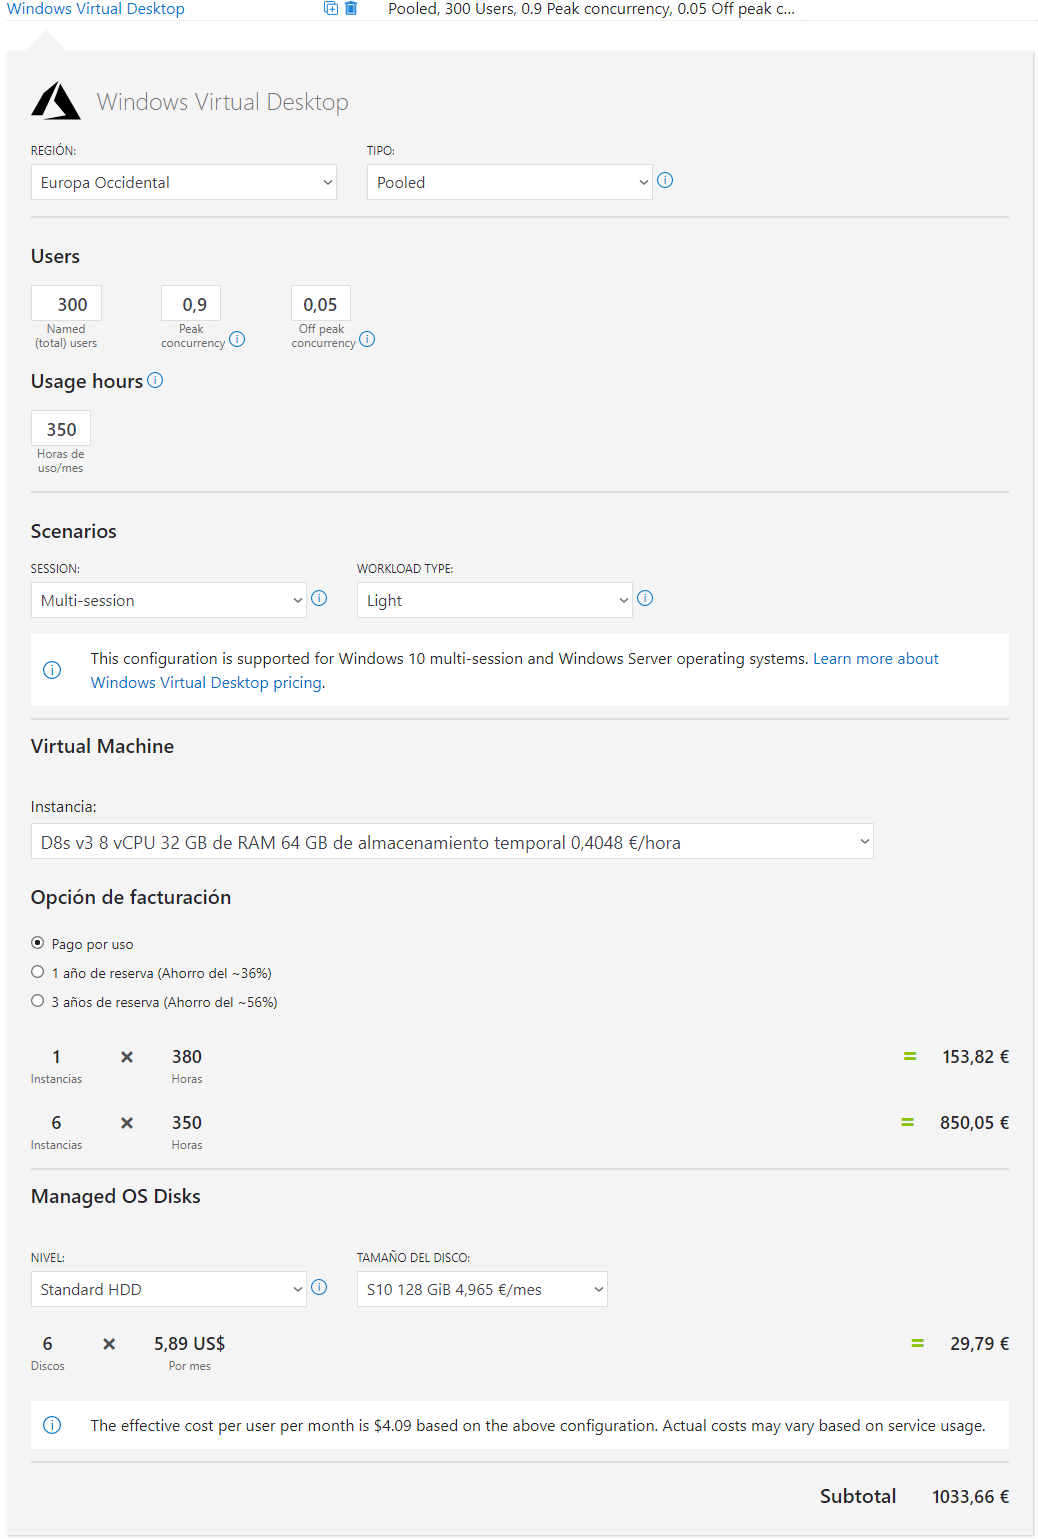 Windows Virtual Desktop Pooled, 300 Users, 0.9 Peak concurrency, 0.05 Off peak c...
Windows Virtual Desktop
REGIÓN: TIPO:
Europa Occidental Pooled
Users
300 0,9 0,05
Named Peak Off peak
(total) users concurrency concurrency
Usage hours
350
Horas de
uso/mes
Scenarios
SESSION: WORKLOAD TYPE:
Multi-session Light
This configuration is supported for Windows 10 multi-session and Windows Server operating systems. Learn more about
Windows Virtual Desktop pricing.
Virtual Machine
Instancia:
D8s v3 8 vCPU 32 GB de RAM 64 GB de almacenamiento temporal 0,4048 €/hora
Opción de facturación
Pago por uso
1 año de reserva (Ahorro del ~36%)
3 años de reserva (Ahorro del ~56%)
1 × 380 = 153,82 €
Instancias Horas
6 × 350 = 850,05 €
Instancias Horas
Managed OS Disks
NIVEL: TAMAÑO DEL DISCO:
Standard HDD S10 128 GiB 4,965 €/mes
6 × 5,89 US$ = 29,79 €
Discos Por mes
The effective cost per user per month is $4.09 based on the above configuration. Actual costs may vary based on service usage.
Subtotal 1033,66 €